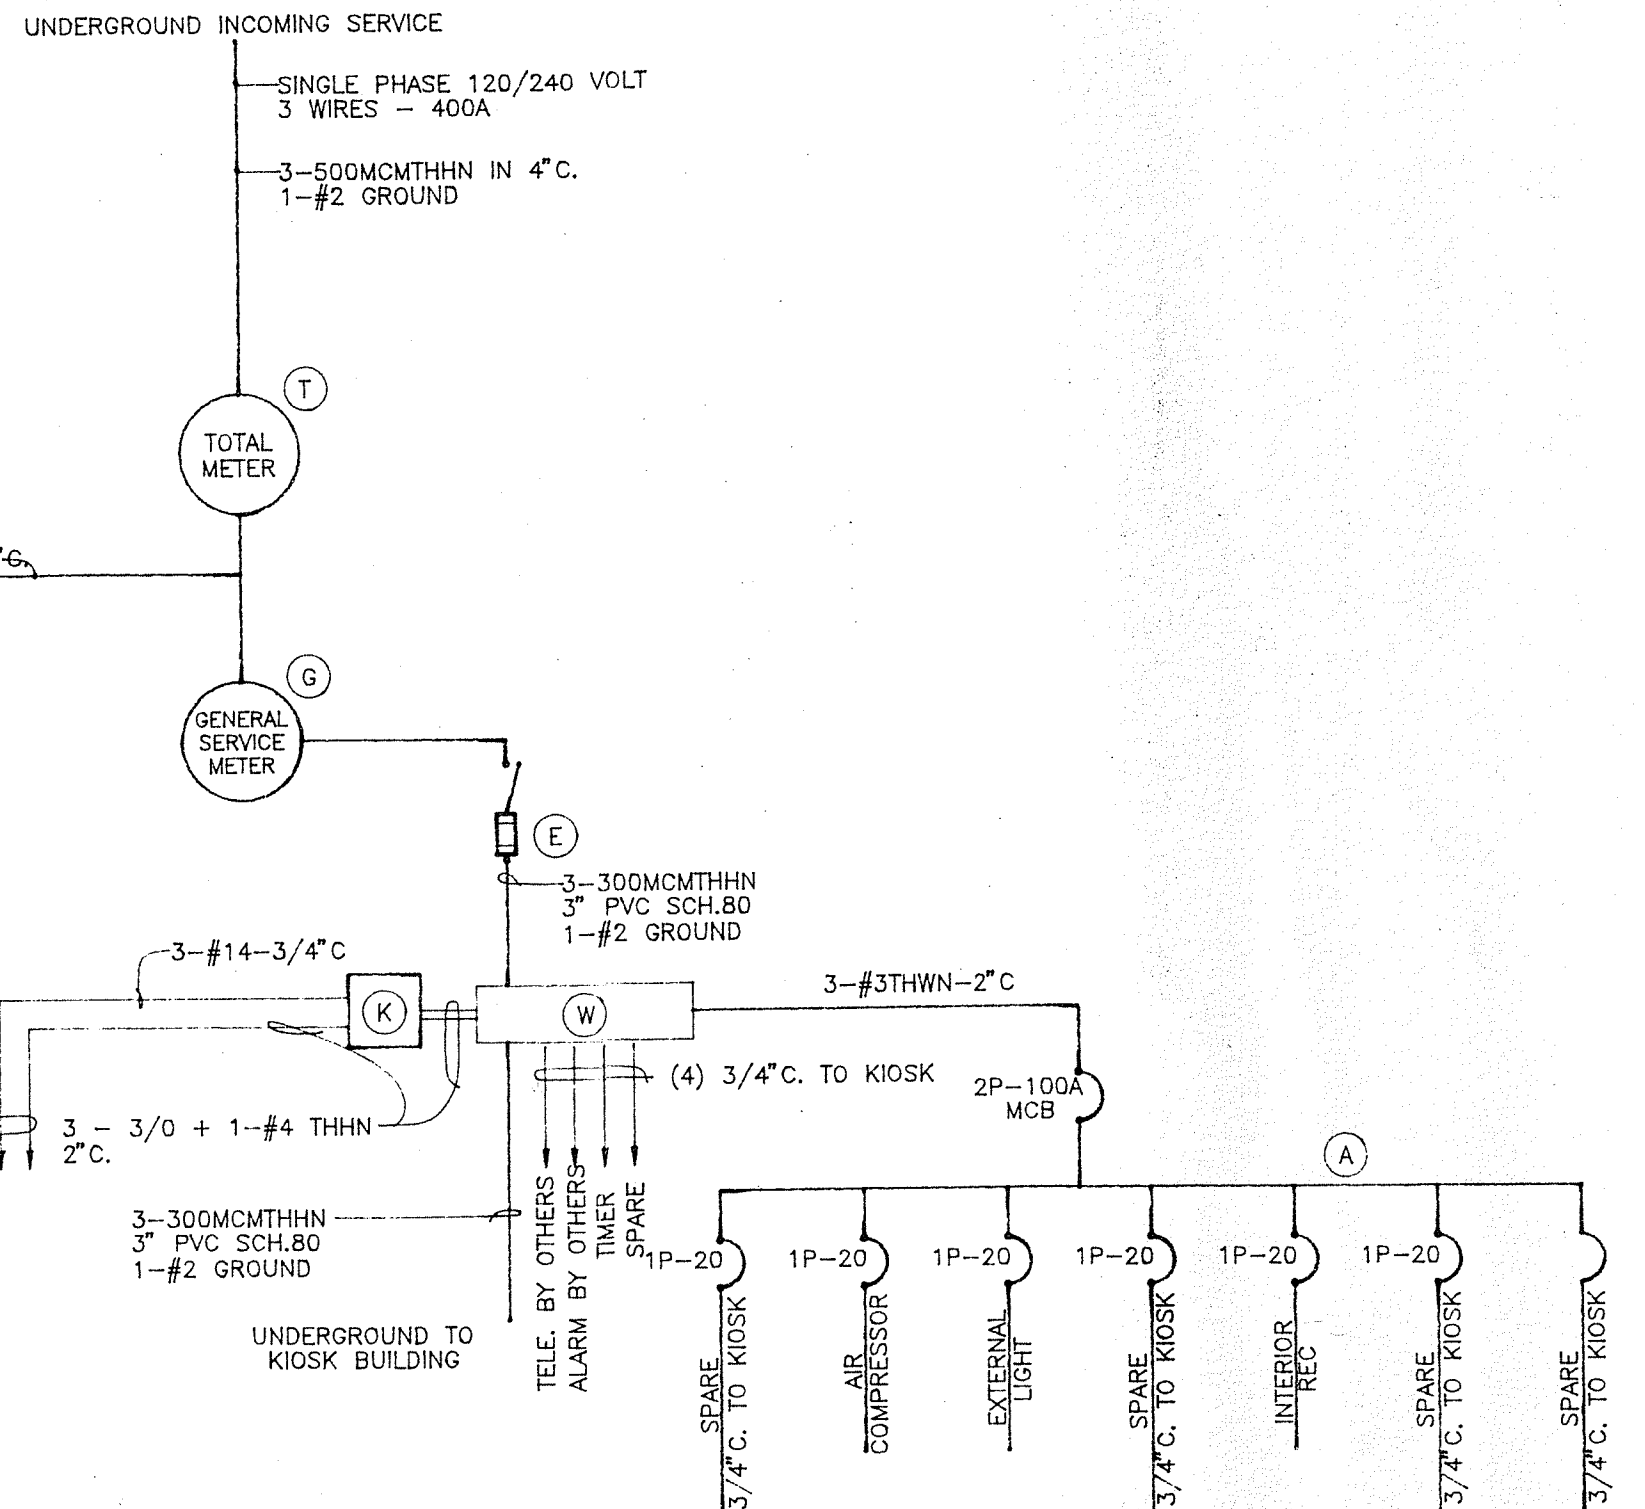 UNDERGROUND INCOMING SERVICE
SINGLE PHASE 120/240 VOLT
3 WIRES - 400A
3-500MCMTHHN IN 4"C.
1-#2 GROUND
T
TOTAL
METER
"C.
G
GENERAL
SERVICE
METER
E
3-300MCMTHHN
3" PVC SCH.80
1-#2 GROUND
3-#14-3/4"C
K
W
3-#3THWN-2"C
(4) 3/4"C. TO KIOSK
2P-100A
MCB
3 - 3/0 + 1-#4 THHN
2"C.
A
3-300MCMTHHN
3" PVC SCH.80
1-#2 GROUND
UNDERGROUND TO
KIOSK BUILDING
TELE. BY OTHERS
ALARM BY OTHERS
TIMER
SPARE
1P-20
1P-20
1P-20
1P-20
1P-20
1P-20
SPARE
3/4"C. TO KIOSK
AIR
COMPRESSOR
EXTERNAL
LIGHT
SPARE
3/4"C. TO KIOSK
INTERIOR
REC
SPARE
3/4"C. TO KIOSK
SPARE
3/4"C. TO KIOSK